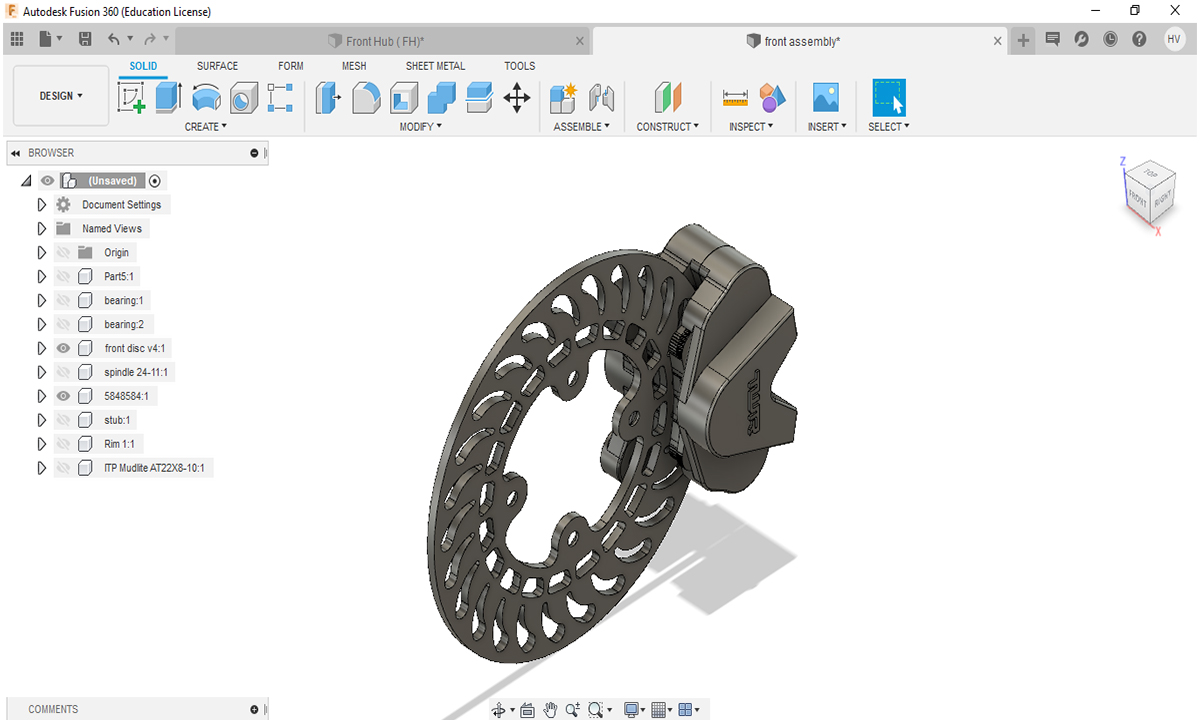 Autodesk Fusion 360 (Education License)
Front Hub ( FH)*
front assembly*
HV
DESIGN
SOLID SURFACE FORM MESH SHEET METAL TOOLS
CREATE MODIFY ASSEMBLE CONSTRUCT INSPECT INSERT SELECT
BROWSER
(Unsaved)
Document Settings
Named Views
Origin
Part5:1
bearing:1
bearing:2
front disc v4:1
spindle 24-11:1
5848584:1
stub:1
Rim 1:1
ITP Mudlite AT22X8-10:1
Z
TOP
FRONT RIGHT
X
COMMENTS